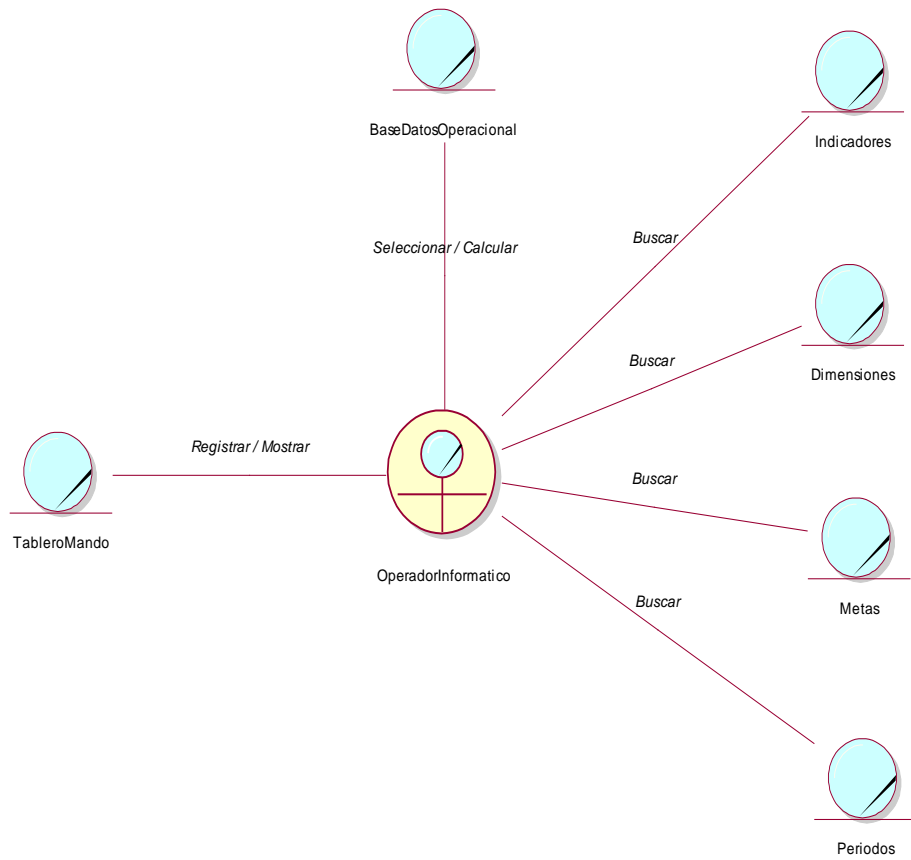 BaseDatosOperacional
Indicadores
Seleccionar / Calcular
Buscar
Buscar
Dimensiones
Registrar / Mostrar
TableroMando
OperadorInformatico
Buscar
Metas
Buscar
Periodos